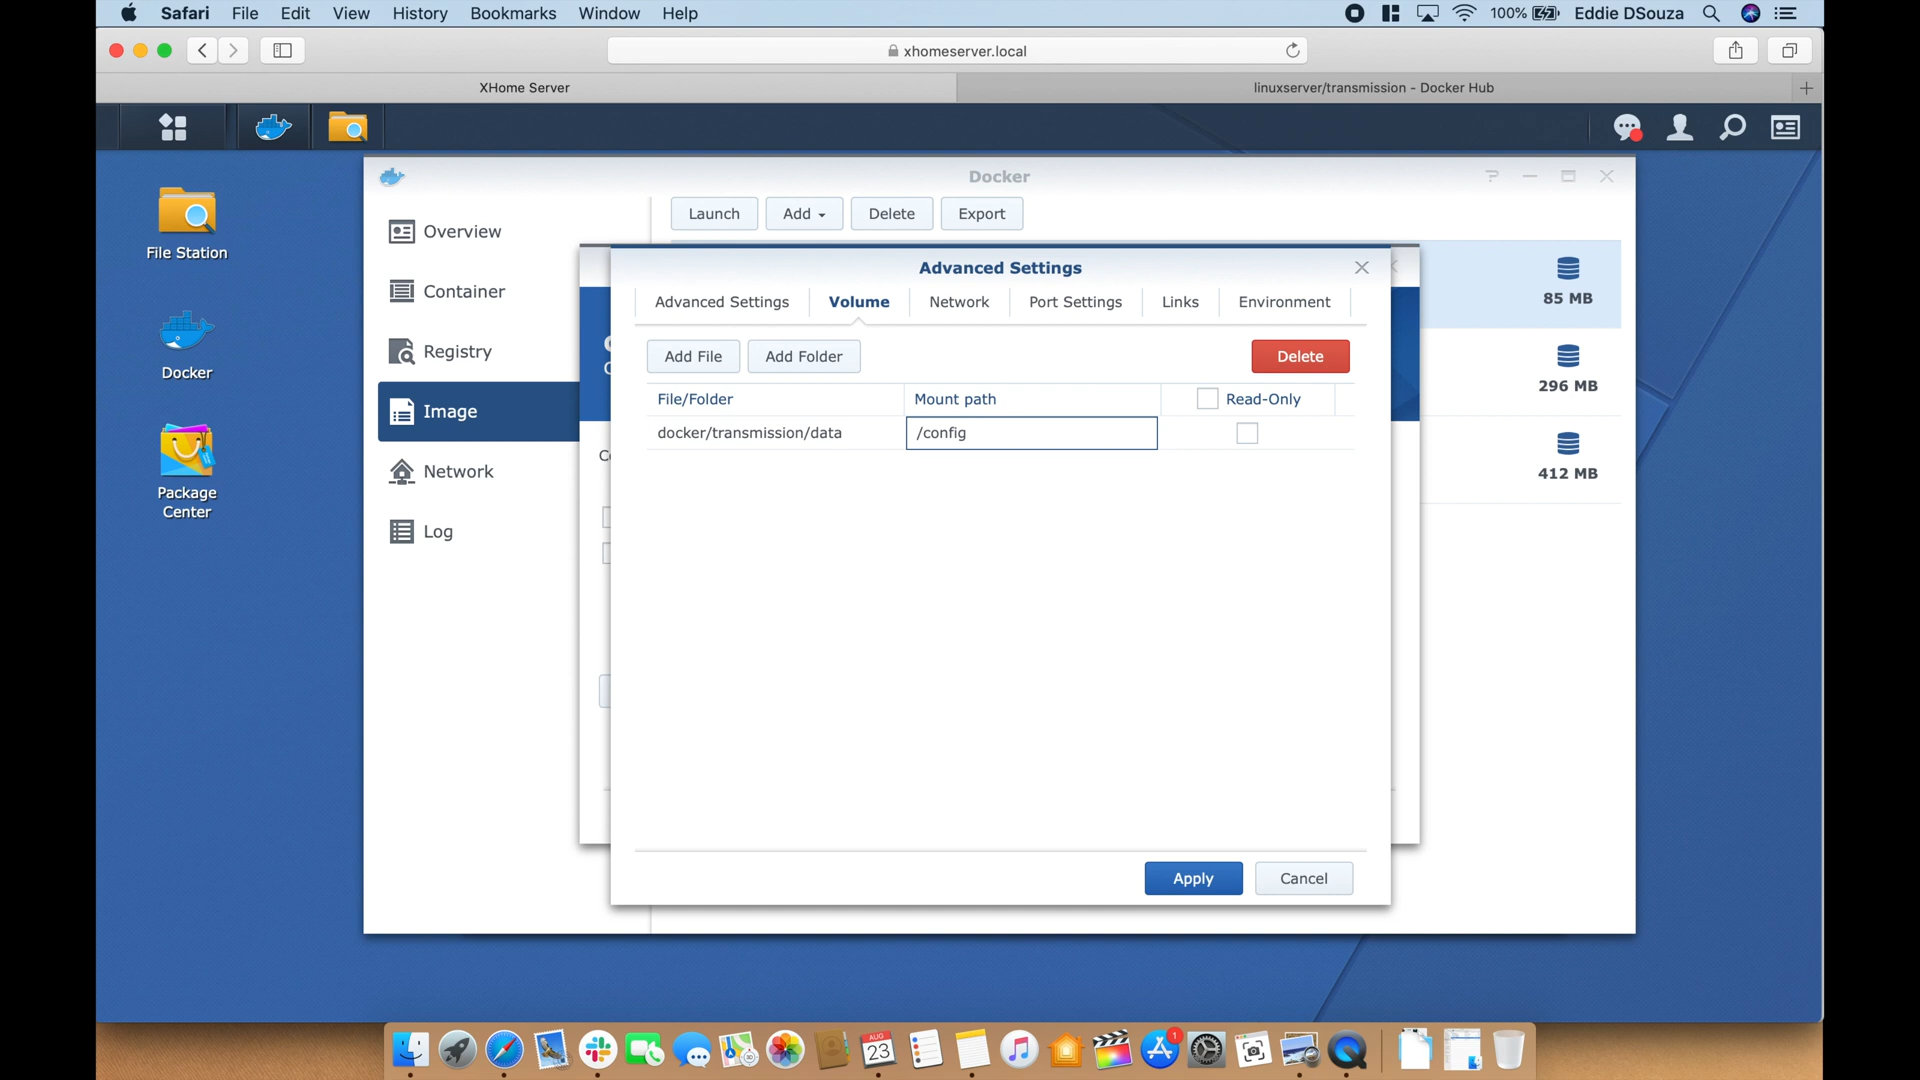 Safari File Edit View History Bookmarks Window Help 100% Eddie DSouza
xhomeserver.local
XHome Server linuxserver/transmission - Docker Hub
File Station
Docker
Package
Center
Docker
Overview
Container
Registry
Image
Network
Log
Launch Add Delete Export
85 MB
296 MB
412 MB
Advanced Settings
Advanced Settings Volume Network Port Settings Links Environment
Add File Add Folder Delete
File/Folder Mount path Read-Only
docker/transmission/data /config
Apply Cancel
AUG
23
1